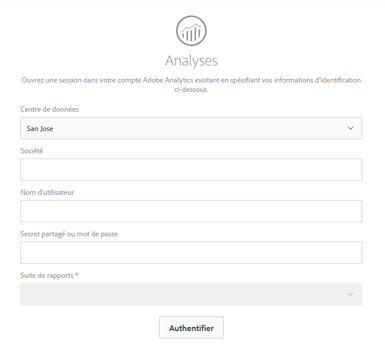 Analyses
Ouvrez une session dans votre compte Adobe Analytics existant en spécifiant vos informations d'identification
ci-dessous.
Centre de données
San Jose
Société
Nom d'utilisateur
Secret partagé ou mot de passe
Suite de rapports *
Authentifier